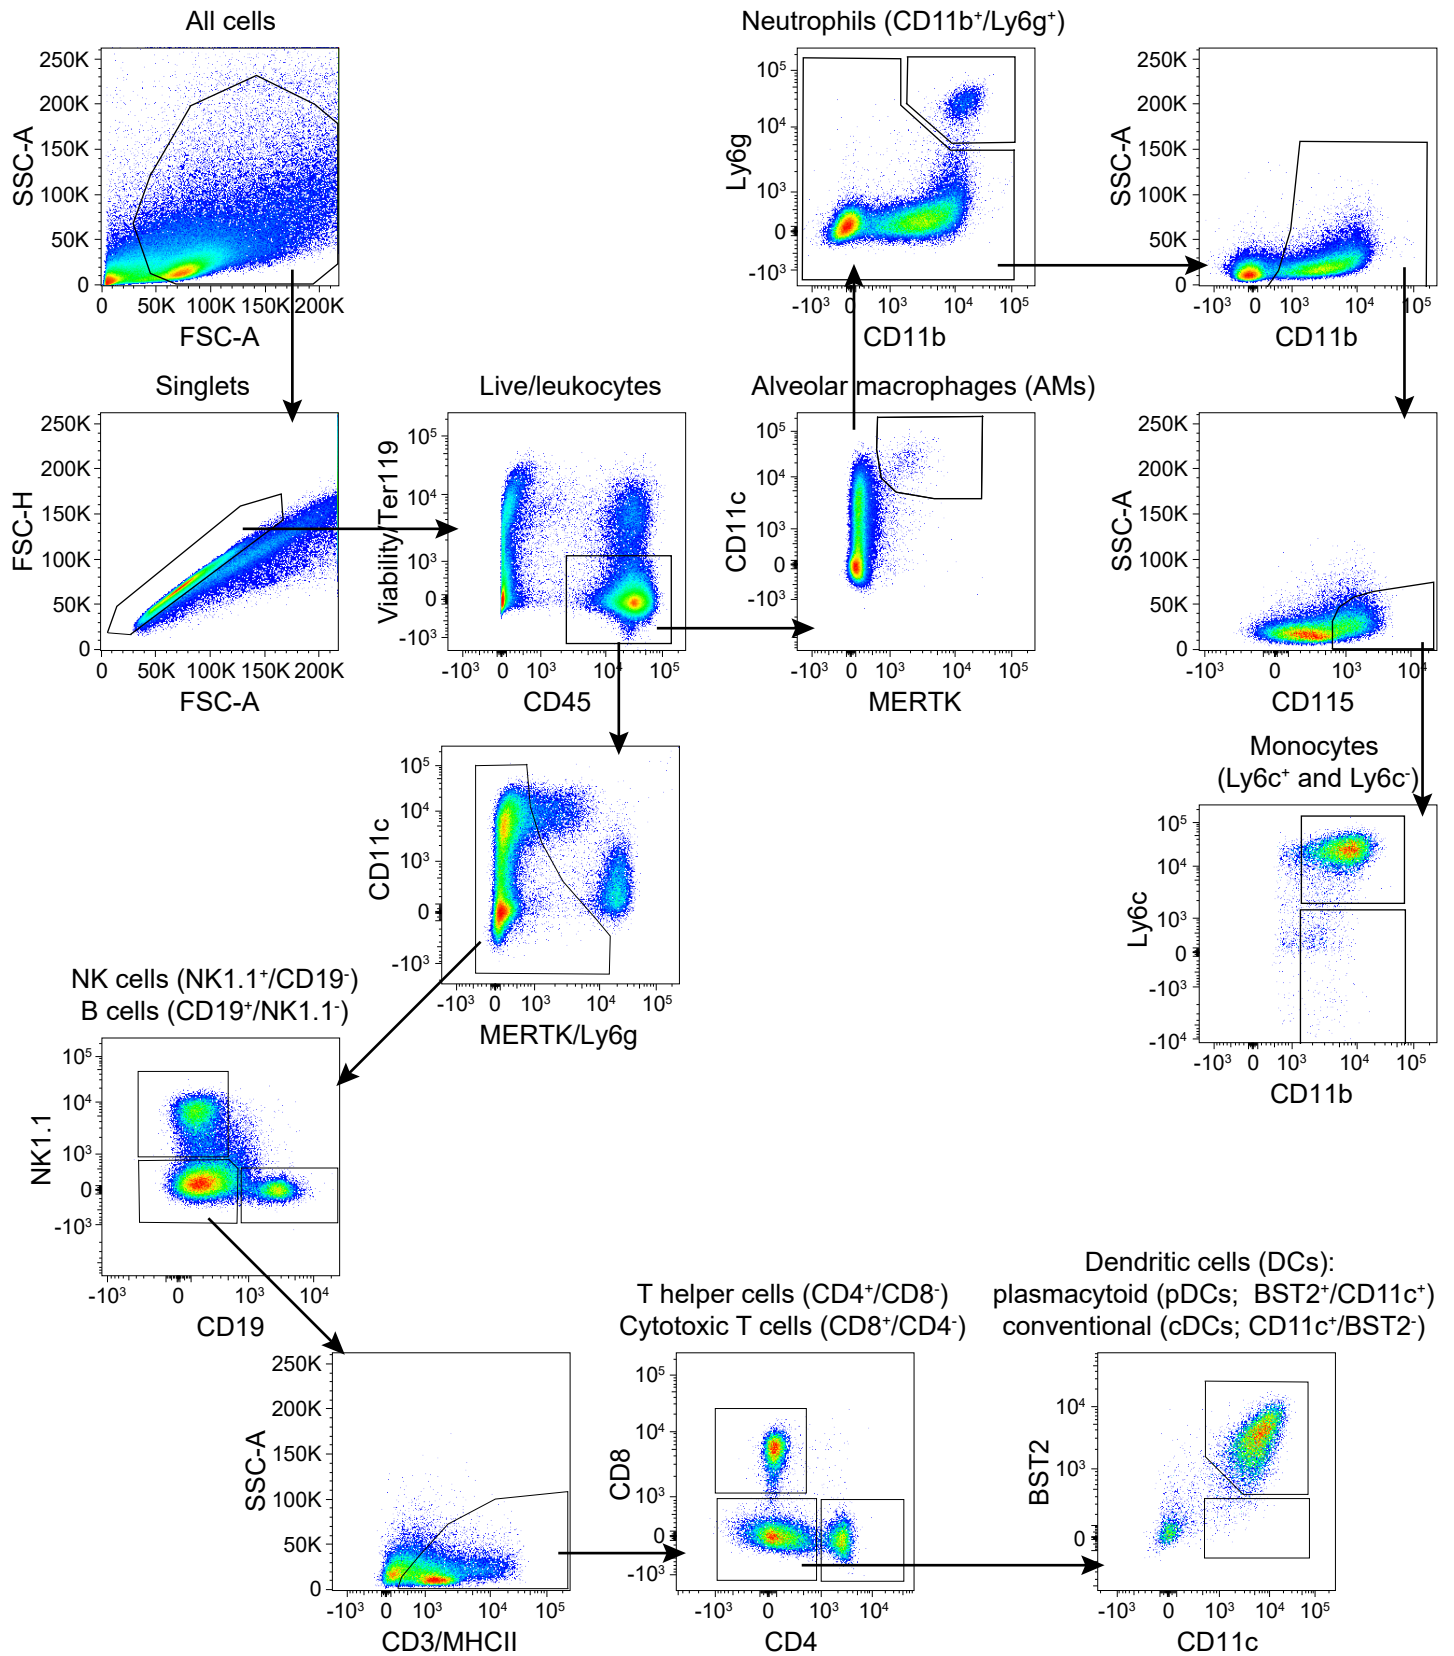 All cells
250K
200K
150K
100K
50K
0
SSC-A
0 50K 100K 150K 200K
FSC-A
Neutrophils (CD11b⁺/Ly6g⁺)
10⁵
10⁴
10³
0
-10³
Ly6g
-10³ 0 10³ 10⁴ 10⁵
CD11b
250K
200K
150K
100K
50K
0
SSC-A
-10³ 0 10³ 10⁴ 10⁵
CD11b
Singlets
250K
200K
150K
100K
50K
0
FSC-H
0 50K 100K 150K 200K
FSC-A
Live/leukocytes
10⁵
10⁴
10³
0
-10³
Viability/Ter119
-10³ 0 10³ 10⁴ 10⁵
CD45
Alveolar macrophages (AMs)
10⁵
10⁴
10³
0
-10³
CD11c
-10³ 0 10³ 10⁴ 10⁵
MERTK
250K
200K
150K
100K
50K
0
SSC-A
-10³ 0 10³ 10⁴
CD115
10⁵
10⁴
10³
0
-10³
CD11c
-10³ 0 10³ 10⁴ 10⁵
MERTK/Ly6g
Monocytes
(Ly6c⁺ and Ly6c⁻)
10⁵
10⁴
10³
0
-10³
-10⁴
Ly6c
-10³ 0 10³ 10⁴ 10⁵
CD11b
NK cells (NK1.1⁺/CD19⁻)
B cells (CD19⁺/NK1.1⁻)
10⁵
10⁴
10³
0
-10³
NK1.1
-10³ 0 10³ 10⁴
CD19
250K
200K
150K
100K
50K
0
SSC-A
-10³ 0 10³ 10⁴ 10⁵
CD3/MHCII
T helper cells (CD4⁺/CD8⁻)
Cytotoxic T cells (CD8⁺/CD4⁻)
10⁵
10⁴
10³
0
-10³
CD8
-10³ 0 10³ 10⁴
CD4
Dendritic cells (DCs):
plasmacytoid (pDCs; BST2⁺/CD11c⁺)
conventional (cDCs; CD11c⁺/BST2⁻)
10⁴
10³
0
BST2
-10³ 0 10³ 10⁴ 10⁵
CD11c